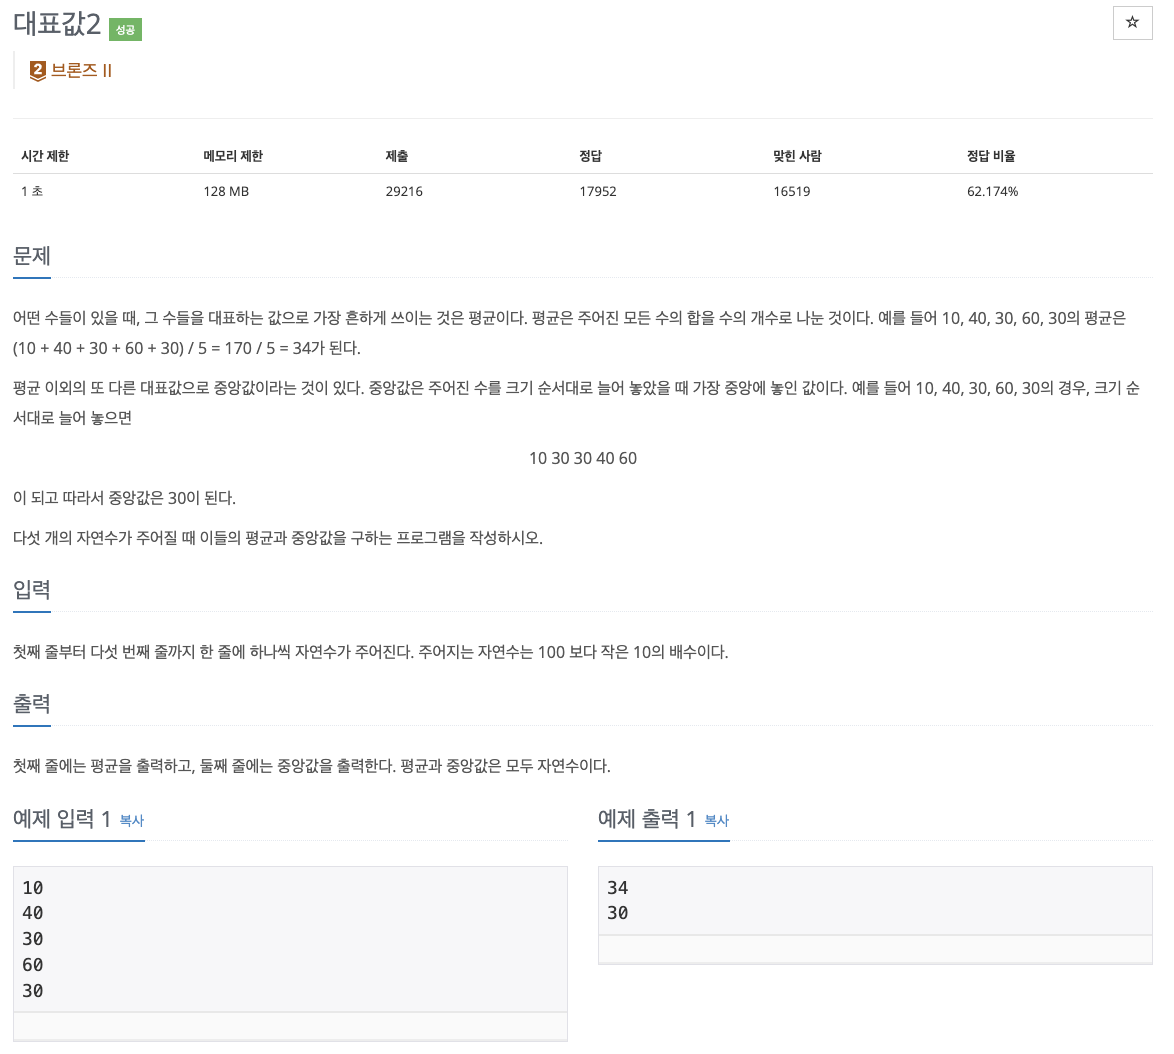 대표값2 성공
☆
2 브론즈 II
시간 제한 메모리 제한 제출 정답 맞힌 사람 정답 비율
1 초 128 MB 29216 17952 16519 62.174%
문제
어떤 수들이 있을 때, 그 수들을 대표하는 값으로 가장 흔하게 쓰이는 것은 평균이다. 평균은 주어진 모든 수의 합을 수의 개수로 나눈 것이다. 예를 들어 10, 40, 30, 60, 30의 평균은
(10 + 40 + 30 + 60 + 30) / 5 = 170 / 5 = 34가 된다.
평균 이외의 또 다른 대표값으로 중앙값이라는 것이 있다. 중앙값은 주어진 수를 크기 순서대로 늘어 놓았을 때 가장 중앙에 놓인 값이다. 예를 들어 10, 40, 30, 60, 30의 경우, 크기 순
서대로 늘어 놓으면
10 30 30 40 60
이 되고 따라서 중앙값은 30이 된다.
다섯 개의 자연수가 주어질 때 이들의 평균과 중앙값을 구하는 프로그램을 작성하시오.
입력
첫째 줄부터 다섯 번째 줄까지 한 줄에 하나씩 자연수가 주어진다. 주어지는 자연수는 100 보다 작은 10의 배수이다.
출력
첫째 줄에는 평균을 출력하고, 둘째 줄에는 중앙값을 출력한다. 평균과 중앙값은 모두 자연수이다.
예제 입력 1 복사
10
40
30
60
30
예제 출력 1 복사
34
30